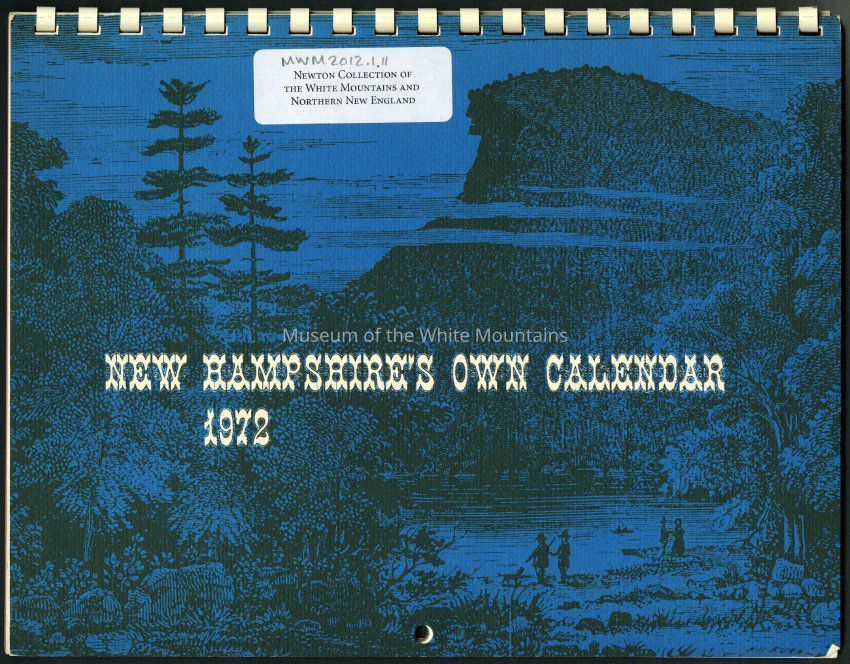 MWM2012.1.11
Newton Collection of
the White Mountains and
Northern New England
Museum of the White Mountains
NEW HAMPSHIRE'S OWN CALENDAR
1972